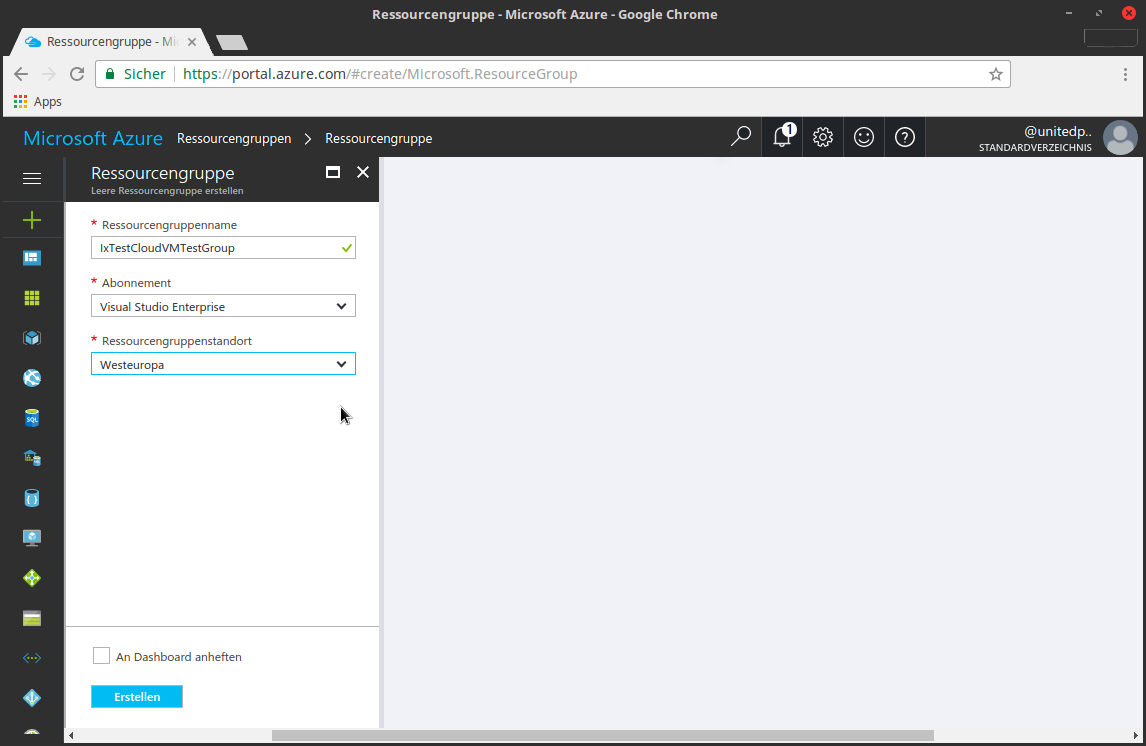 Ressourcengruppe - Microsoft Azure - Google Chrome
Ressourcengruppe - Mi
Sicher https://portal.azure.com/#create/Microsoft.ResourceGroup
Apps
Microsoft Azure Ressourcengruppen > Ressourcengruppe 1 @unitedp..
STANDARDVERZEICHNIS
Ressourcengruppe
Leere Ressourcengruppe erstellen
* Ressourcengruppenname
IxTestCloudVMTestGroup
* Abonnement
Visual Studio Enterprise
* Ressourcengruppenstandort
Westeuropa
SQL
An Dashboard anheften
Erstellen